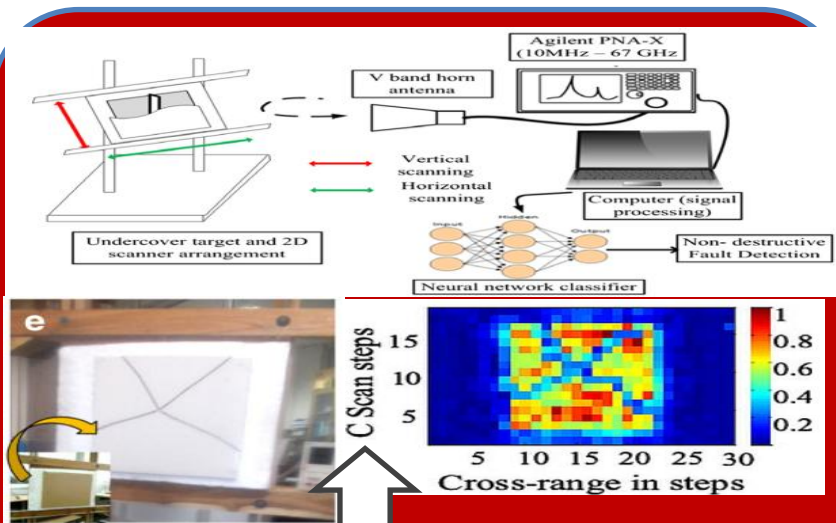 Agilent PNA-X
(10MHz – 67 GHz
V band horn
antenna
Vertical
scanning
Horizontal
scanning
Computer (signal
processing)
Undercover target and 2D
scanner arrangement
Input
Hidden
Output
Non- destructive
Fault Detection
Neural network classifier
e
C Scan steps
15
10
5
5 10 15 20 25 30
Cross-range in steps
1
0.8
0.6
0.4
0.2